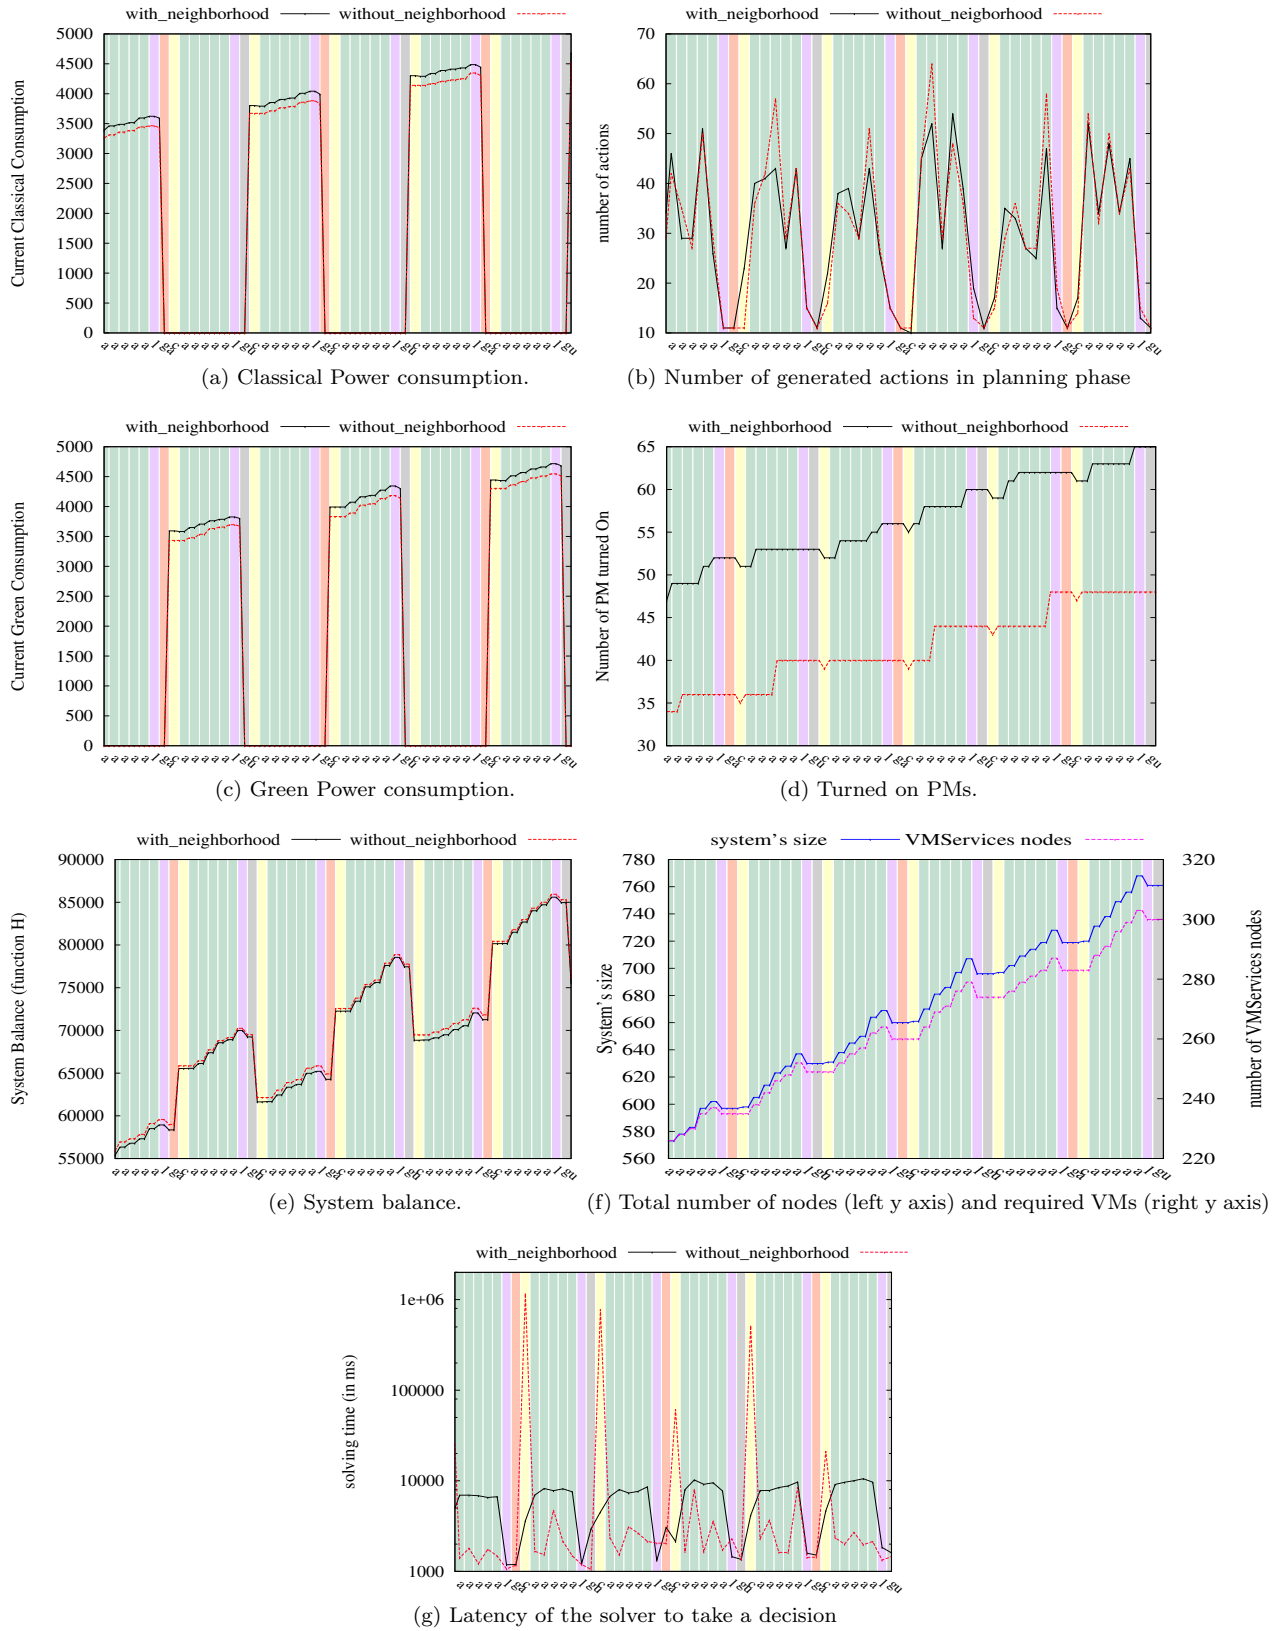 with_neighborhood without_neighborhood
5000
4500
4000
3500
3000
2500
2000
1500
1000
500
0
Current Classical Consumption
a a a a l ga c a a a a l gu c a a a a l ga c a a a a l gu c a a a a l ga c a a a a l gu
(a) Classical Power consumption.
with_neigborhood without_neigborhood
70
60
50
40
30
20
10
number of actions
(b) Number of generated actions in planning phase
with_neighborhood without_neighborhood
5000
4500
4000
3500
3000
2500
2000
1500
1000
500
0
Current Green Consumption
(c) Green Power consumption.
with_neighborhood without_neighborhood
65
60
55
50
45
40
35
30
Number of PM turned On
(d) Turned on PMs.
with_neighborhood without_neighborhood
90000
85000
80000
75000
70000
65000
60000
55000
System Balance (function H)
(e) System balance.
system's size VMServices nodes
780
760
740
720
700
680
660
640
620
600
580
560
System's size
320
300
280
260
240
220
number of VMServices nodes
(f) Total number of nodes (left y axis) and required VMs (right y axis)
with_neighborhood without_neighborhood
1e+06
100000
10000
1000
solving time (in ms)
(g) Latency of the solver to take a decision